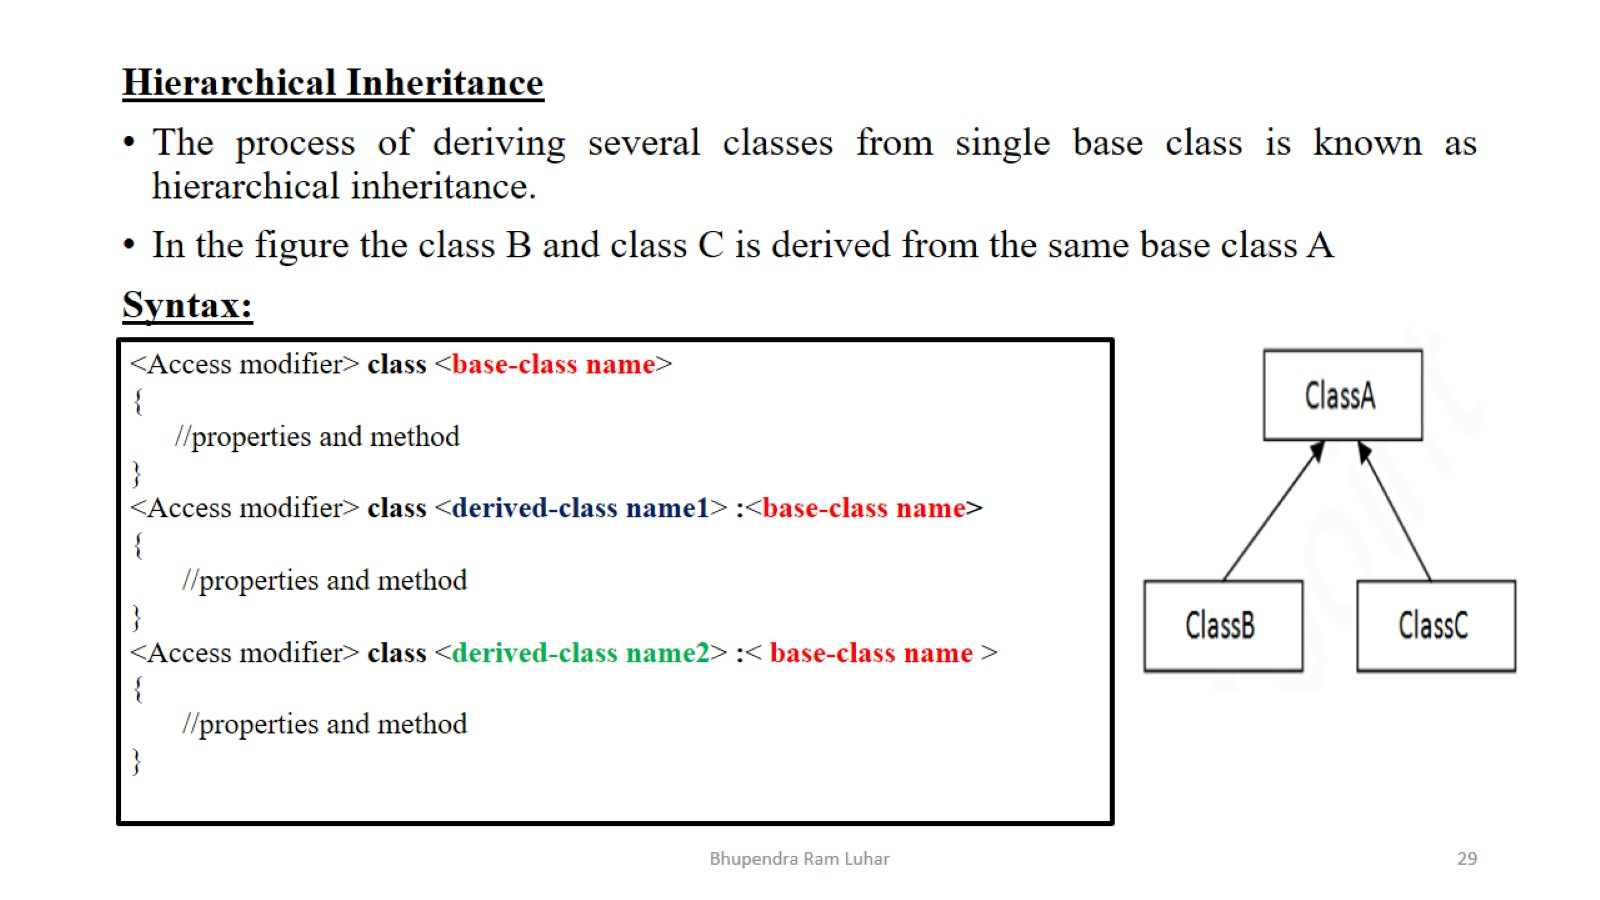 Hierarchical Inheritance
• The process of deriving several classes from single base class is known as
hierarchical inheritance.
• In the figure the class B and class C is derived from the same base class A
Syntax:
<Access modifier> class <base-class name>
{
//properties and method
}
<Access modifier> class <derived-class name1> :<base-class name>
{
//properties and method
}
<Access modifier> class <derived-class name2> :< base-class name >
{
//properties and method
}
ClassA
ClassB
ClassC
Bhupendra Ram Luhar
29